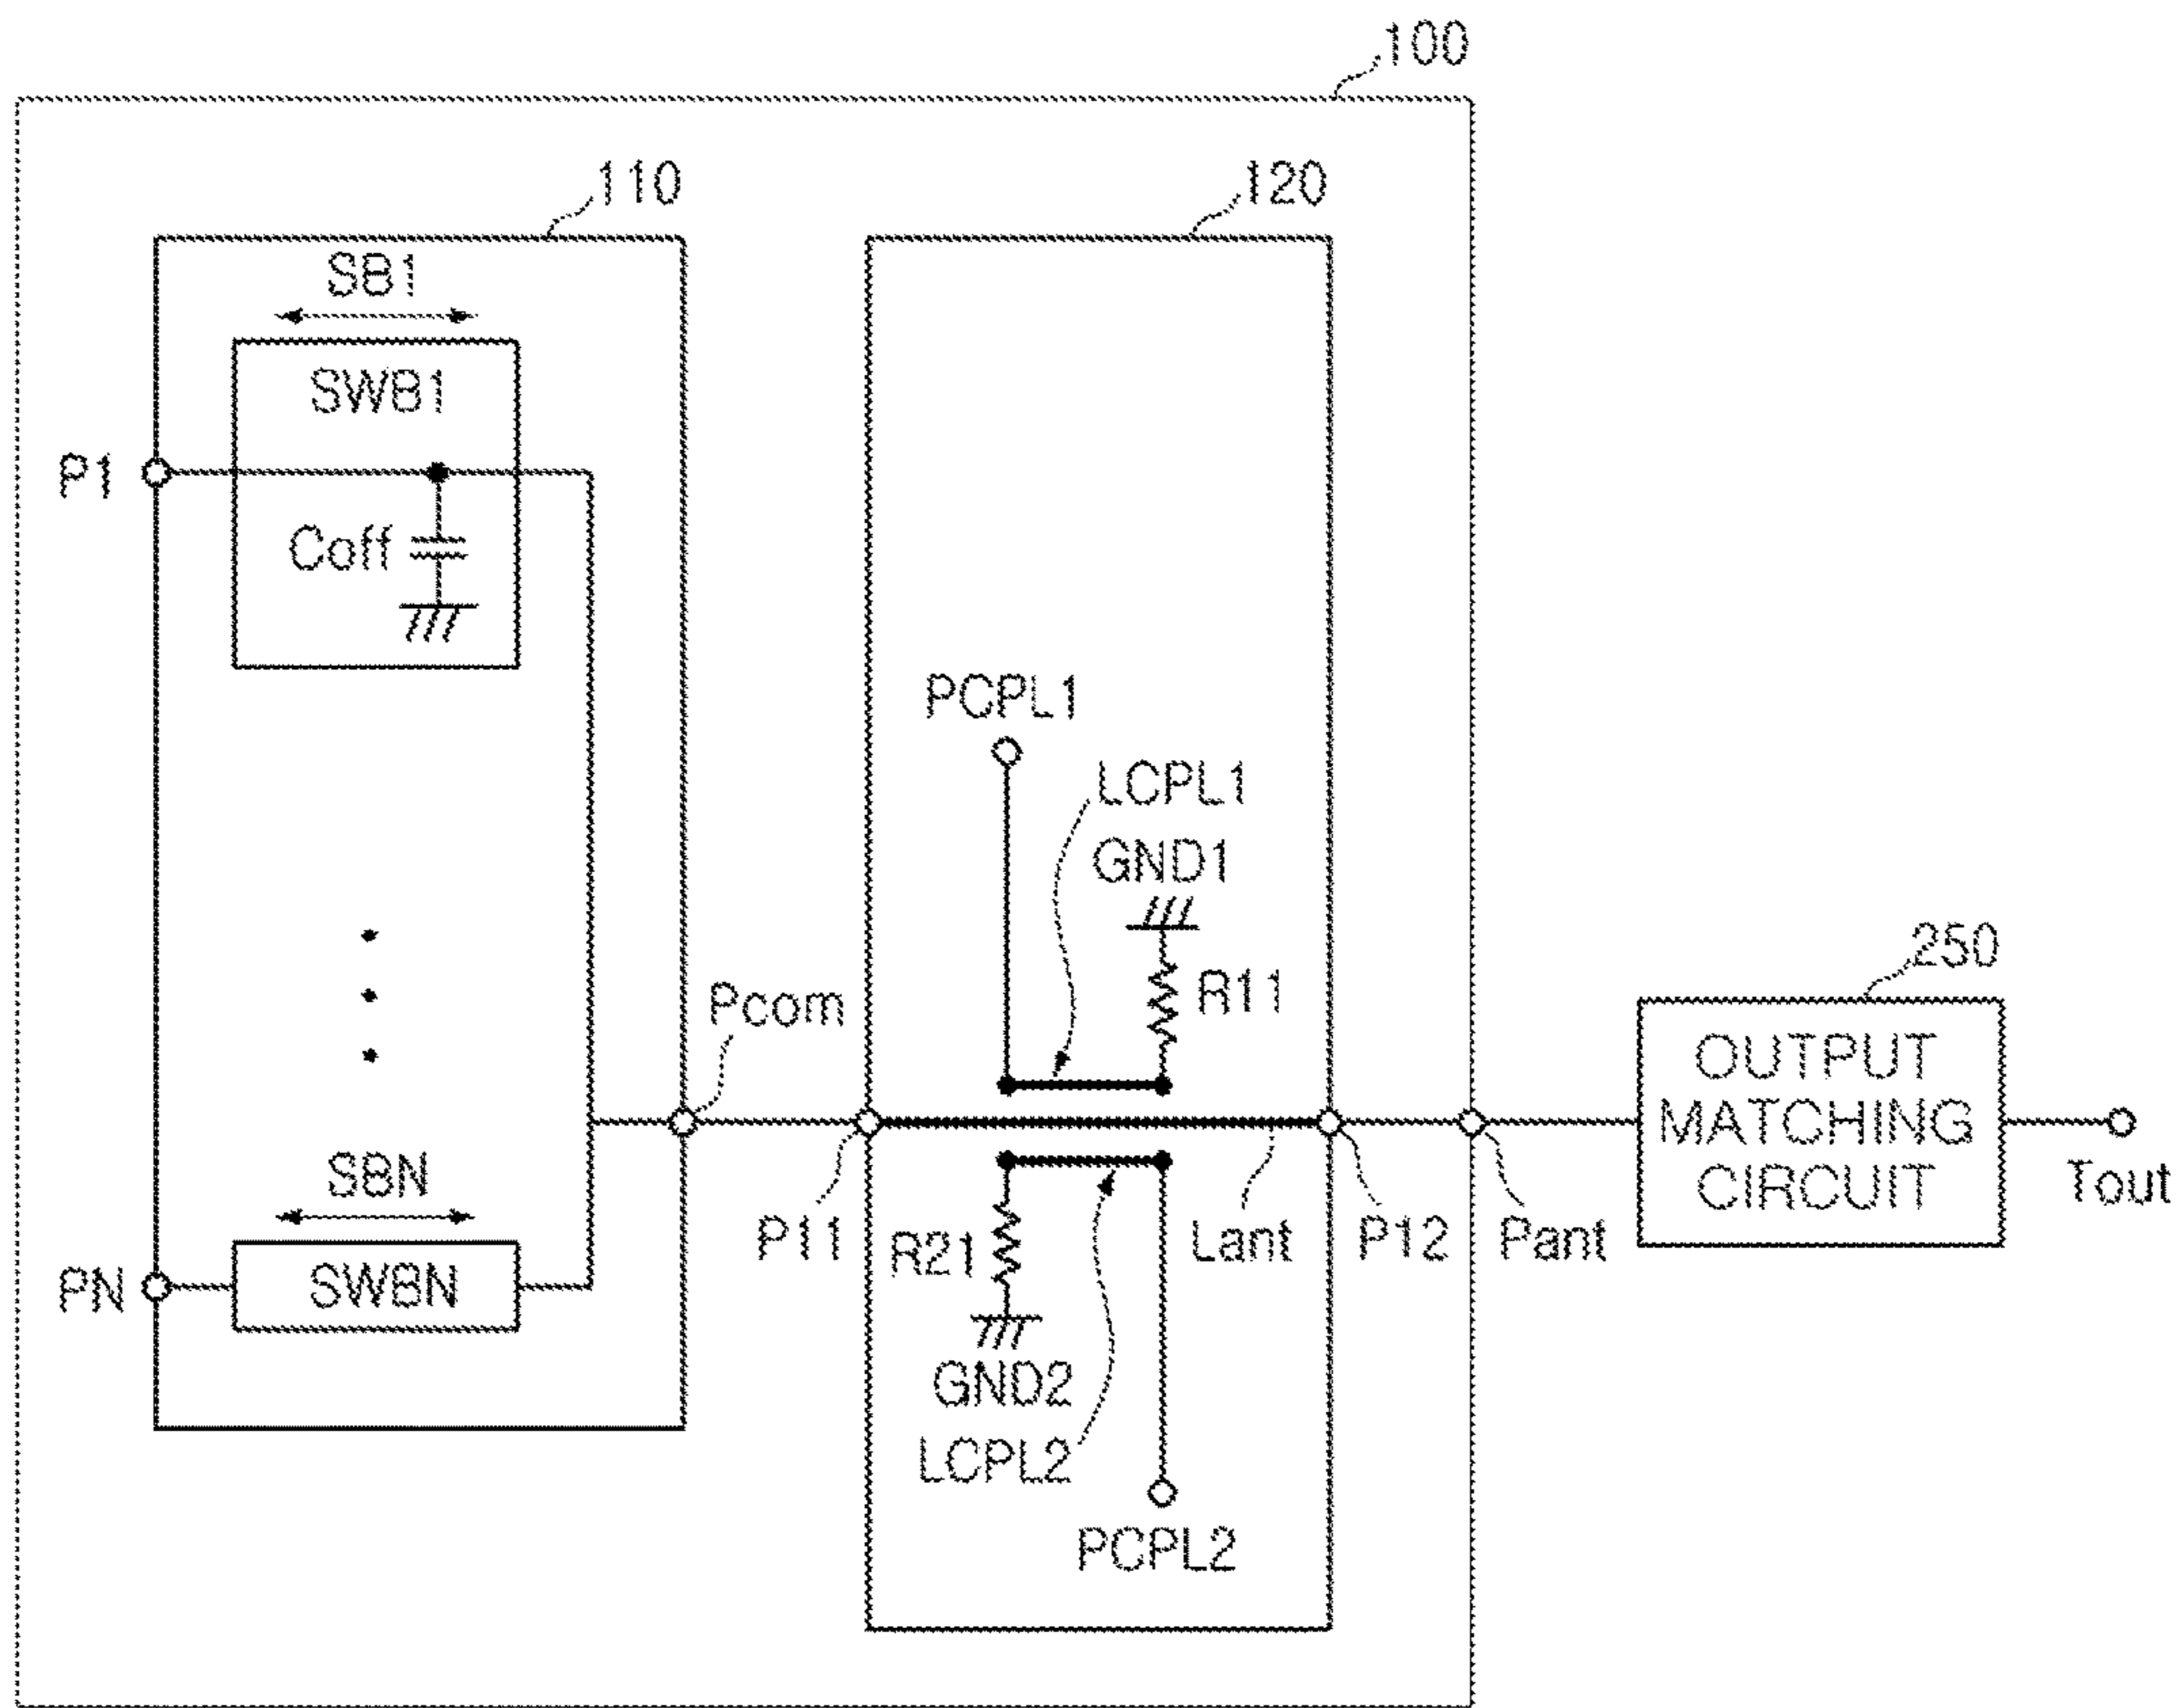 100
110
120
SB1
SWB1
P1
Coff
PCPL1
LCPL1
GND1
R11
250
Pcom
OUTPUT
MATCHING
CIRCUIT
SBN
P11
R21
Lant
P12
Pant
Tout
PN
SWBN
GND2
LCPL2
PCPL2